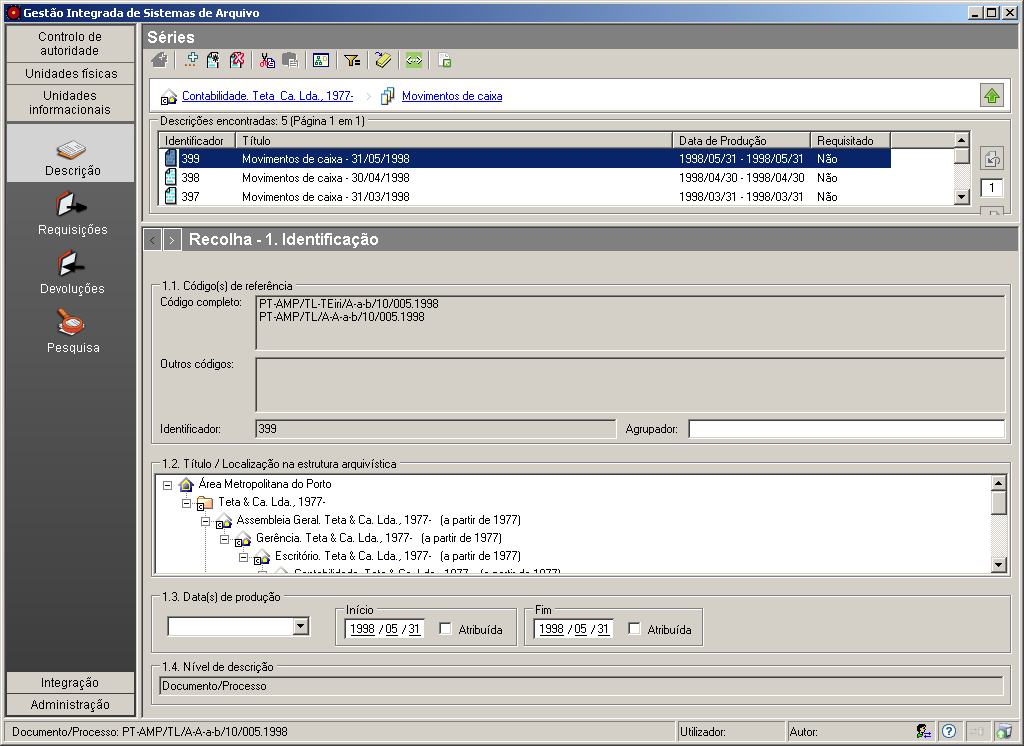 Gestão Integrada de Sistemas de Arquivo
Controlo de
autoridade
Unidades físicas
Unidades
informacionais
Descrição
Requisições
Devoluções
Pesquisa
Integração
Administração
Séries
Contabilidade. Teta Ca. Lda., 1977-
Movimentos de caixa
Descrições encontradas: 5 (Página 1 em 1)
Identificador Título Data de Produção Requisitado
399 Movimentos de caixa - 31/05/1998 1998/05/31 - 1998/05/31 Não
398 Movimentos de caixa - 30/04/1998 1998/04/30 - 1998/04/30 Não
397 Movimentos de caixa - 31/03/1998 1998/03/31 - 1998/03/31 Não
1
< > Recolha - 1. Identificação
1.1. Código(s) de referência
Código completo: PT-AMP/TL-TEiri/A-a-b/10/005.1998
PT-AMP/TL/A-A-a-b/10/005.1998
Outros códigos:
Identificador: 399 Agrupador:
1.2. Título / Localização na estrutura arquivística
Área Metropolitana do Porto
Teta & Ca. Lda., 1977-
Assembleia Geral. Teta & Ca. Lda., 1977- (a partir de 1977)
Gerência. Teta & Ca. Lda., 1977- (a partir de 1977)
Escritório. Teta & Ca. Lda., 1977- (a partir de 1977)
Contabilidade. Teta & Ca. Lda., 1977- (a partir de 1977)
1.3. Data(s) de produção
Início Fim
1998 /05 /31 Atribuída 1998 /05 /31 Atribuída
1.4. Nível de descrição
Documento/Processo
Documento/Processo: PT-AMP/TL/A-A-a-b/10/005.1998 Utilizador: Autor: